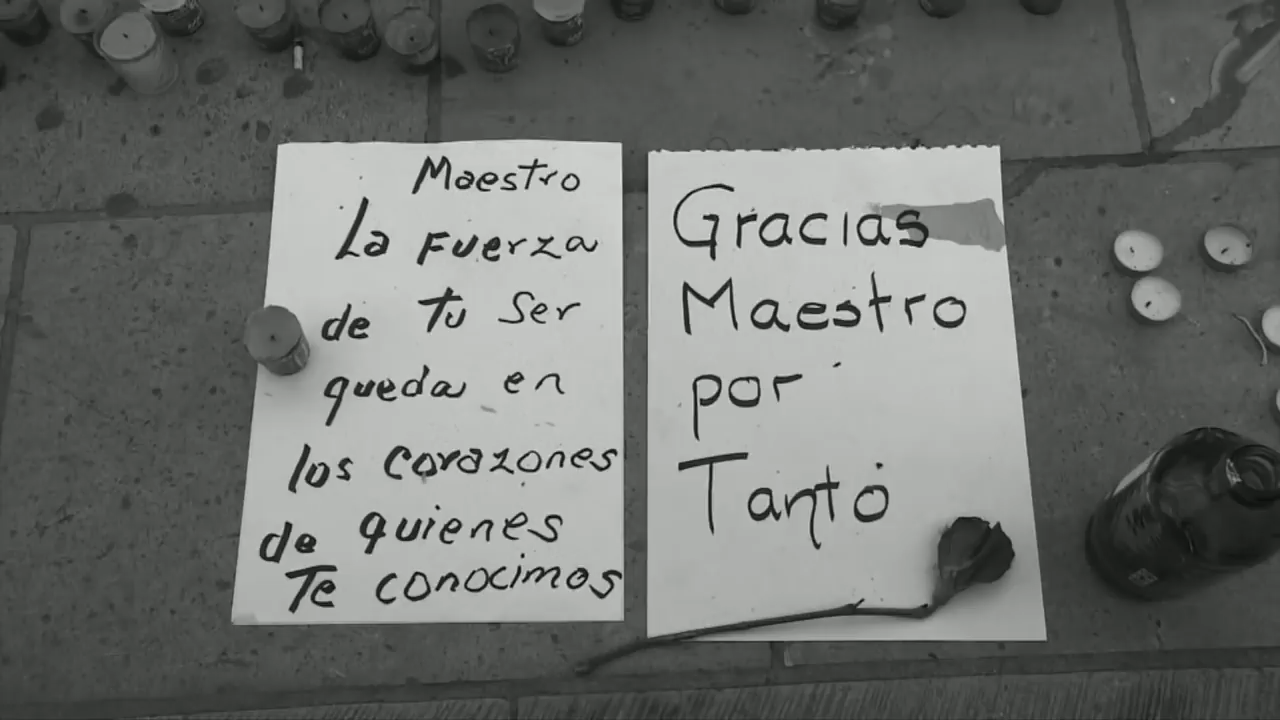 Maestro
La Fuerza
de Tu Ser
queda en
los corazones
de quienes
Te conocimos
Gracias
Maestro
por
Tanto